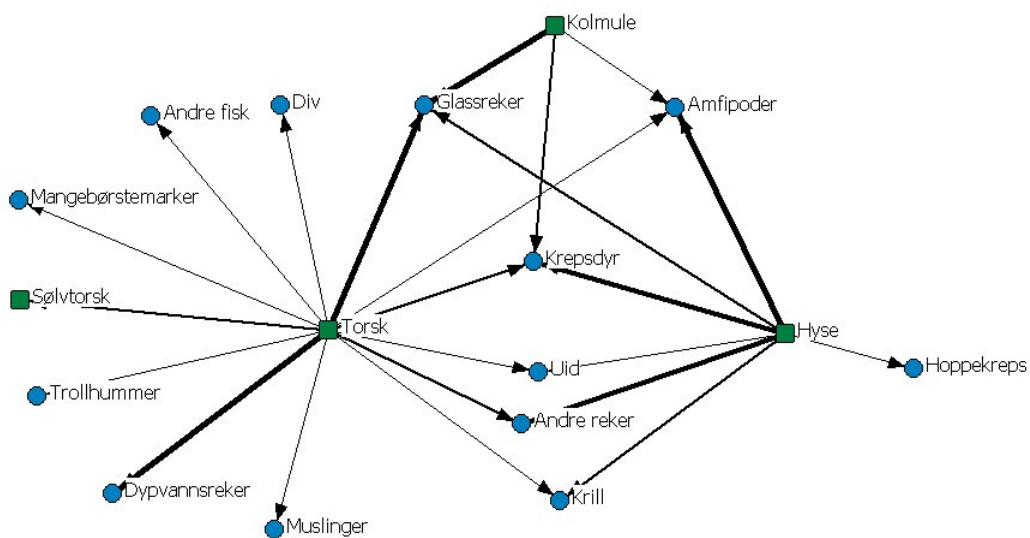 Kolmule
Div
Glassreker
Amfipoder
Andre fisk
Mangebørstemarker
Krepsdyr
Sølvtorsk
Torsk
Hyse
Uid
Hoppekreps
Trollhummer
Andre reker
Dypvannsreker
Krill
Muslinger